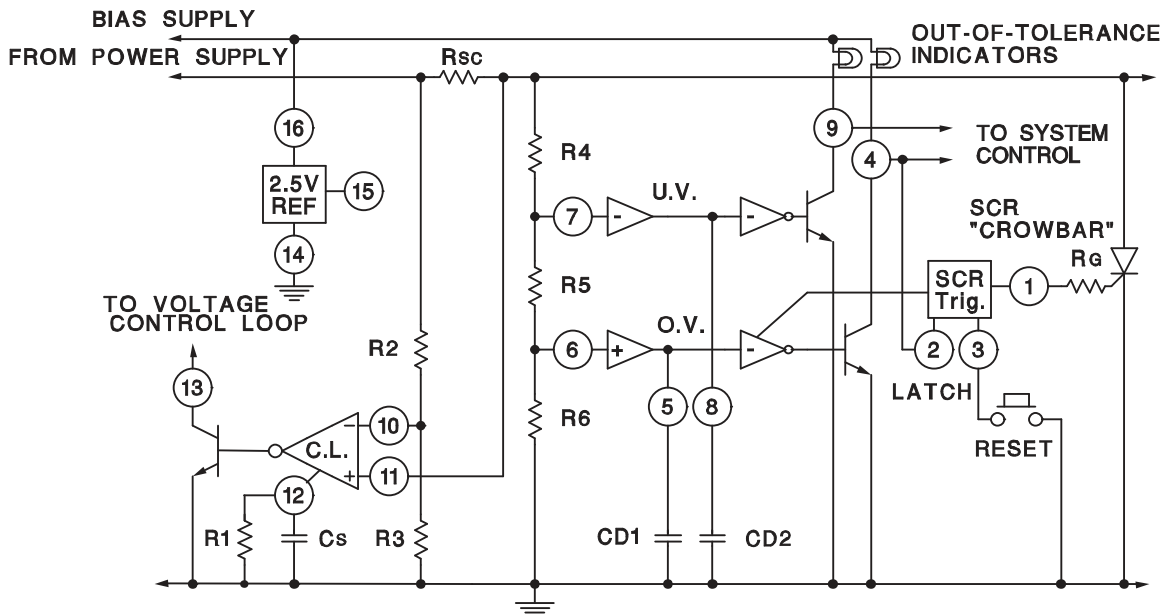 BIAS SUPPLY
FROM POWER SUPPLY
RSC
OUT-OF-TOLERANCE
INDICATORS
16
9
TO SYSTEM
CONTROL
4
R4
2.5V
REF
15
U.V.
7
-
-
SCR
"CROWBAR"
14
RG
R5
SCR
Trig.
1
TO VOLTAGE
CONTROL LOOP
O.V.
R2
6
+
-
2
3
13
LATCH
5
8
R6
10
−
C.L.
RESET
11
+
12
R1
CS
R3
CD1
CD2